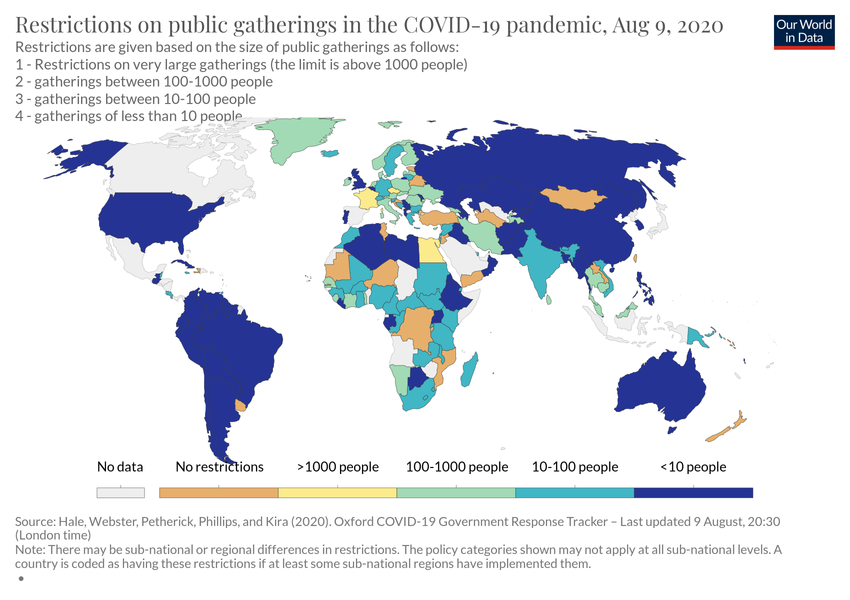 Restrictions on public gatherings in the COVID-19 pandemic, Aug 9, 2020
Our World
in Data
Restrictions are given based on the size of public gatherings as follows:
1 - Restrictions on very large gatherings (the limit is above 1000 people)
2 - gatherings between 100-1000 people
3 - gatherings between 10-100 people
4 - gatherings of less than 10 people
No data
No restrictions
>1000 people
100-1000 people
10-100 people
<10 people
Source: Hale, Webster, Petherick, Phillips, and Kira (2020). Oxford COVID-19 Government Response Tracker – Last updated 9 August, 20:30
(London time)
Note: There may be sub-national or regional differences in restrictions. The policy categories shown may not apply at all sub-national levels. A
country is coded as having these restrictions if at least some sub-national regions have implemented them.
•